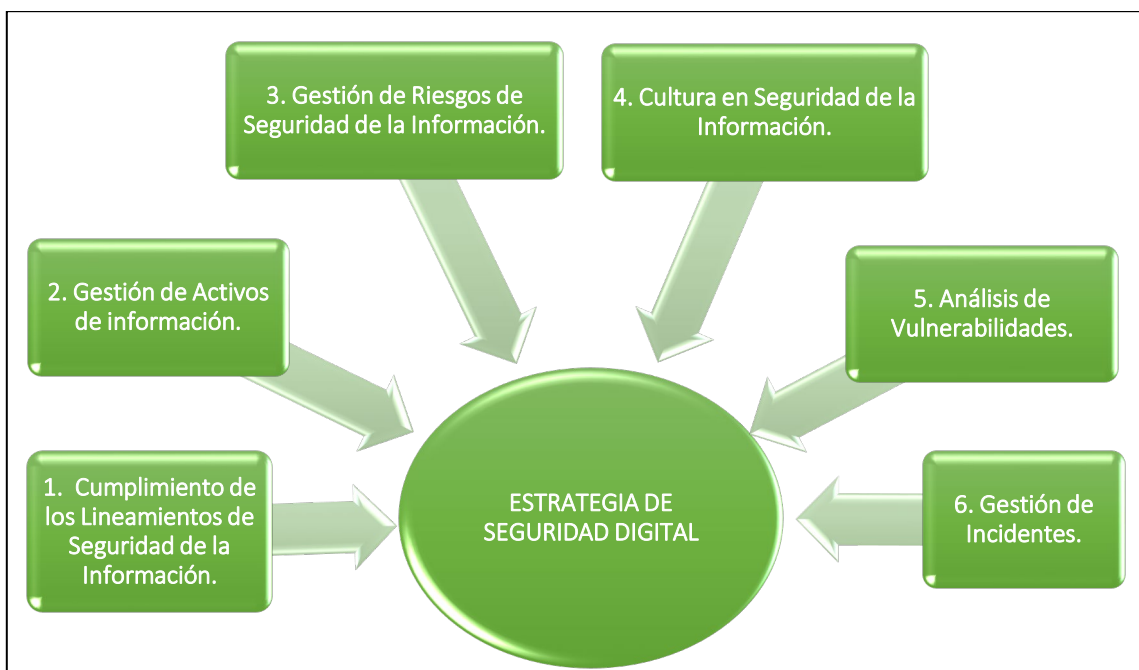 3. Gestión de Riesgos de
Seguridad de la Información.
4. Cultura en Seguridad de la
Información.
2. Gestión de Activos
de información.
5. Análisis de
Vulnerabilidades.
1. Cumplimiento de
los Lineamientos de
Seguridad de la
Información.
ESTRATEGIA DE
SEGURIDAD DIGITAL
6. Gestión de
Incidentes.